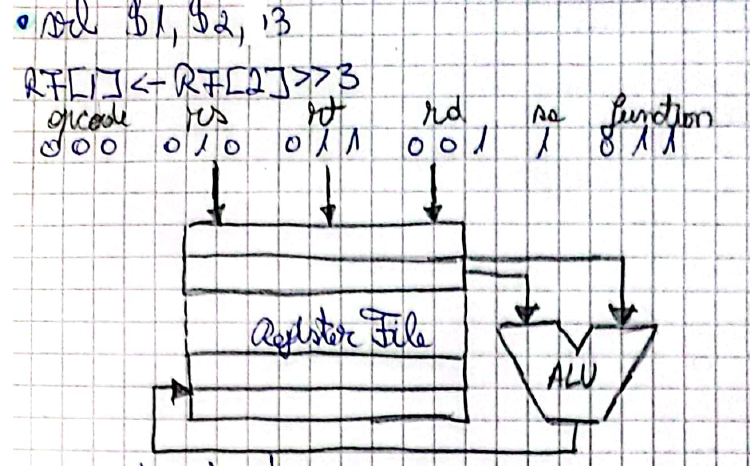 • srl $1, $2, 13
RF[1] <- RF[2]>>3
opcode rs rt rd sa function
000 010 011 001 1 011
Register File
ALU